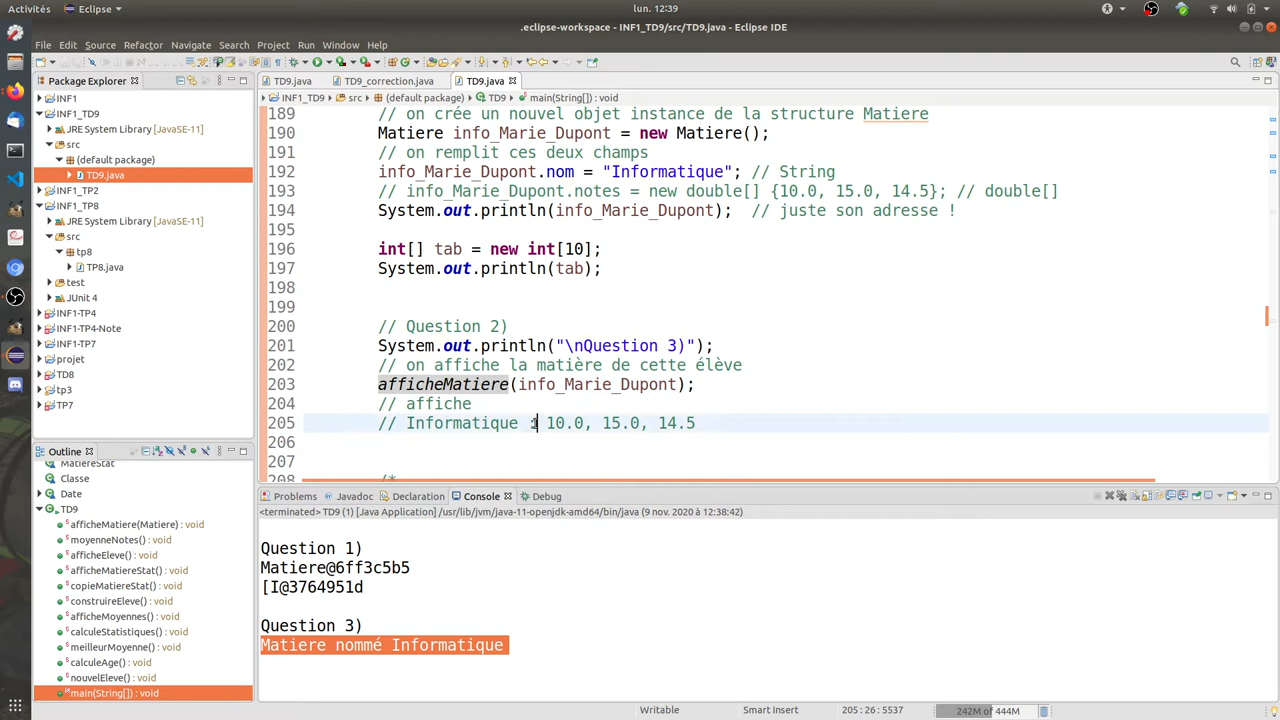 Activités
Eclipse
lun. 12:39
.eclipse-workspace - INF1_TD9/src/TD9.java - Eclipse IDE
File Edit Source Refactor Navigate Search Project Run Window Help
Package Explorer
INF1
INF1_TD9
JRE System Library [JavaSE-11]
src
(default package)
TD9.java
INF1_TP2
INF1_TP8
JRE System Library [JavaSE-11]
src
tp8
TP8.java
test
JUnit 4
INF1-TP4
INF1-TP4-Note
INF1-TP7
projet
TD8
tp3
TP7
Outline
MatiereStat
Classe
Date
TD9
afficheMatiere(Matiere) : void
moyenneNotes() : void
afficheEleve() : void
afficheMatiereStat() : void
copieMatiereStat() : void
construireEleve() : void
afficheMoyennes() : void
calculeStatistiques() : void
meilleurMoyenne() : void
calculeAge() : void
nouvelEleve() : void
main(String[]) : void
TD9.java TD9_correction.java TD9.java
INF1_TD9 src (default package) TD9 main(String[]) : void
189 // on crée un nouvel objet instance de la structure Matiere
190 Matiere info_Marie_Dupont = new Matiere();
191 // on remplit ces deux champs
192 info_Marie_Dupont.nom = "Informatique"; // String
193 // info_Marie_Dupont.notes = new double[] {10.0, 15.0, 14.5}; // double[]
194 System.out.println(info_Marie_Dupont); // juste son adresse !
195
196 int[] tab = new int[10];
197 System.out.println(tab);
198
199
200 // Question 2)
201 System.out.println("\nQuestion 3)");
202 // on affiche la matière de cette élève
203 afficheMatiere(info_Marie_Dupont);
204 // affiche
205 // Informatique : 10.0, 15.0, 14.5
206
207
208 /*
Problems Javadoc Declaration Console Debug
<terminated> TD9 (1) [Java Application] /usr/lib/jvm/java-11-openjdk-amd64/bin/java (9 nov. 2020 à 12:38:42)
Question 1)
Matiere@6ff3c5b5
[I@3764951d
Question 3)
Matiere nommé Informatique
Writable
Smart Insert
205 : 26 : 5537
242M of 444M